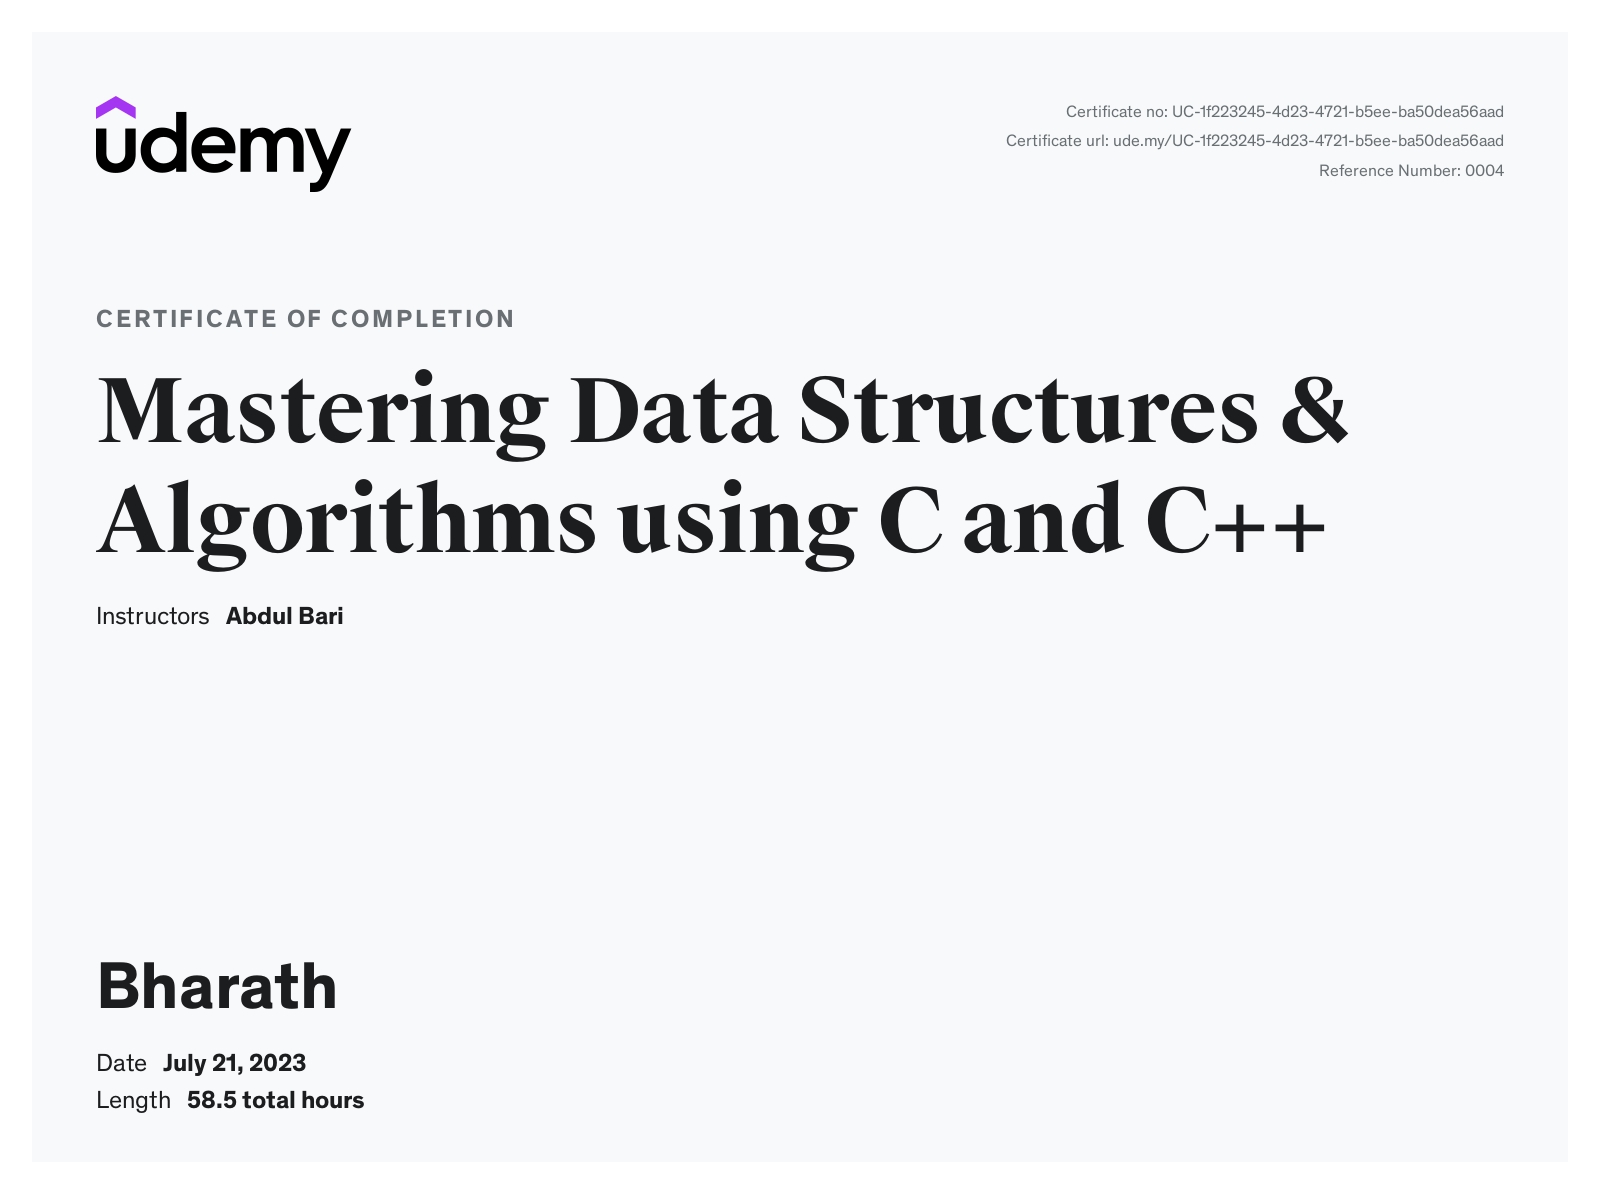 udemy
Certificate no: UC-1f223245-4d23-4721-b5ee-ba50dea56aad
Certificate url: ude.my/UC-1f223245-4d23-4721-b5ee-ba50dea56aad
Reference Number: 0004
CERTIFICATE OF COMPLETION
Mastering Data Structures &
Algorithms using C and C++
Instructors Abdul Bari
Bharath
Date July 21, 2023
Length 58.5 total hours